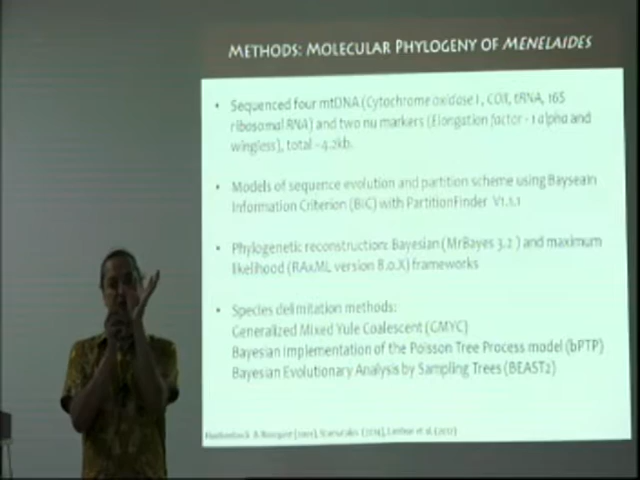 METHODS: MOLECULAR PHYLOGENY OF MENELAIDES
• Sequenced four mtDNA (Cytochrome oxidase I, COII, tRNA, 16S
ribosomal RNA) and two nu markers (Elongation factor - 1 alpha and
wingless), total ~4.2kb.
• Models of sequence evolution and partition scheme using Baysean
Information Criterion (BIC) with PartitionFinder V1.1.1
• Phylogenetic reconstruction: Bayesian (MrBayes 3.2 ) and maximum
likelihood (RAxML version 8.0.X) frameworks
• Species delimitation methods:
Generalized Mixed Yule Coalescent (GMYC)
Bayesian Implementation of the Poisson Tree Process model (bPTP)
Bayesian Evolutionary Analysis by Sampling Trees (BEAST2)